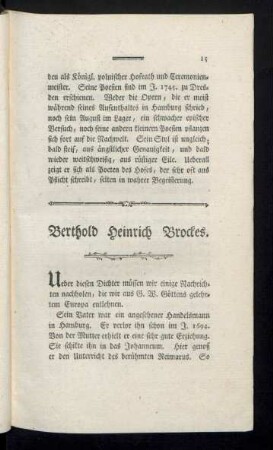 15
den als Königl. polnischer Hofrath und Ceremonien-
meister. Seine Poesien sind im J. 1745. zu Dres-
den erschienen. Weder die Opern, die er meist
während seines Aufenthaltes in Hamburg schrieb,
noch sein August im Lager, ein schwacher epischer
Versuch, noch seine andern kleinern Poesien pflanzen
sich fort auf die Nachwelt. Sein Styl ist ungleich,
bald steif, aus ängstlicher Genauigkeit, und bald
wieder weitschweifig, aus rüstiger Eile. Ueberall
zeigt er sich als Poeten des Hofes, der sehr oft aus
Pflicht schreibt, selten in wahrer Begeisterung.
Berthold Heinrich Brockes.
Ueber diesen Dichter müssen wir einige Nachrich-
ten nachholen, die wir aus G. W. Göttens gelehr-
tem Europa entlehnen.
Sein Vater war ein angesehener Handelsmann
in Hamburg. Er verlor ihn schon im J. 1694.
Von der Mutter erhielt er eine sehr gute Erziehung.
Sie schikte ihn in das Johanneum. Hier genoß
er den Unterricht des berühmten Neewarus. So